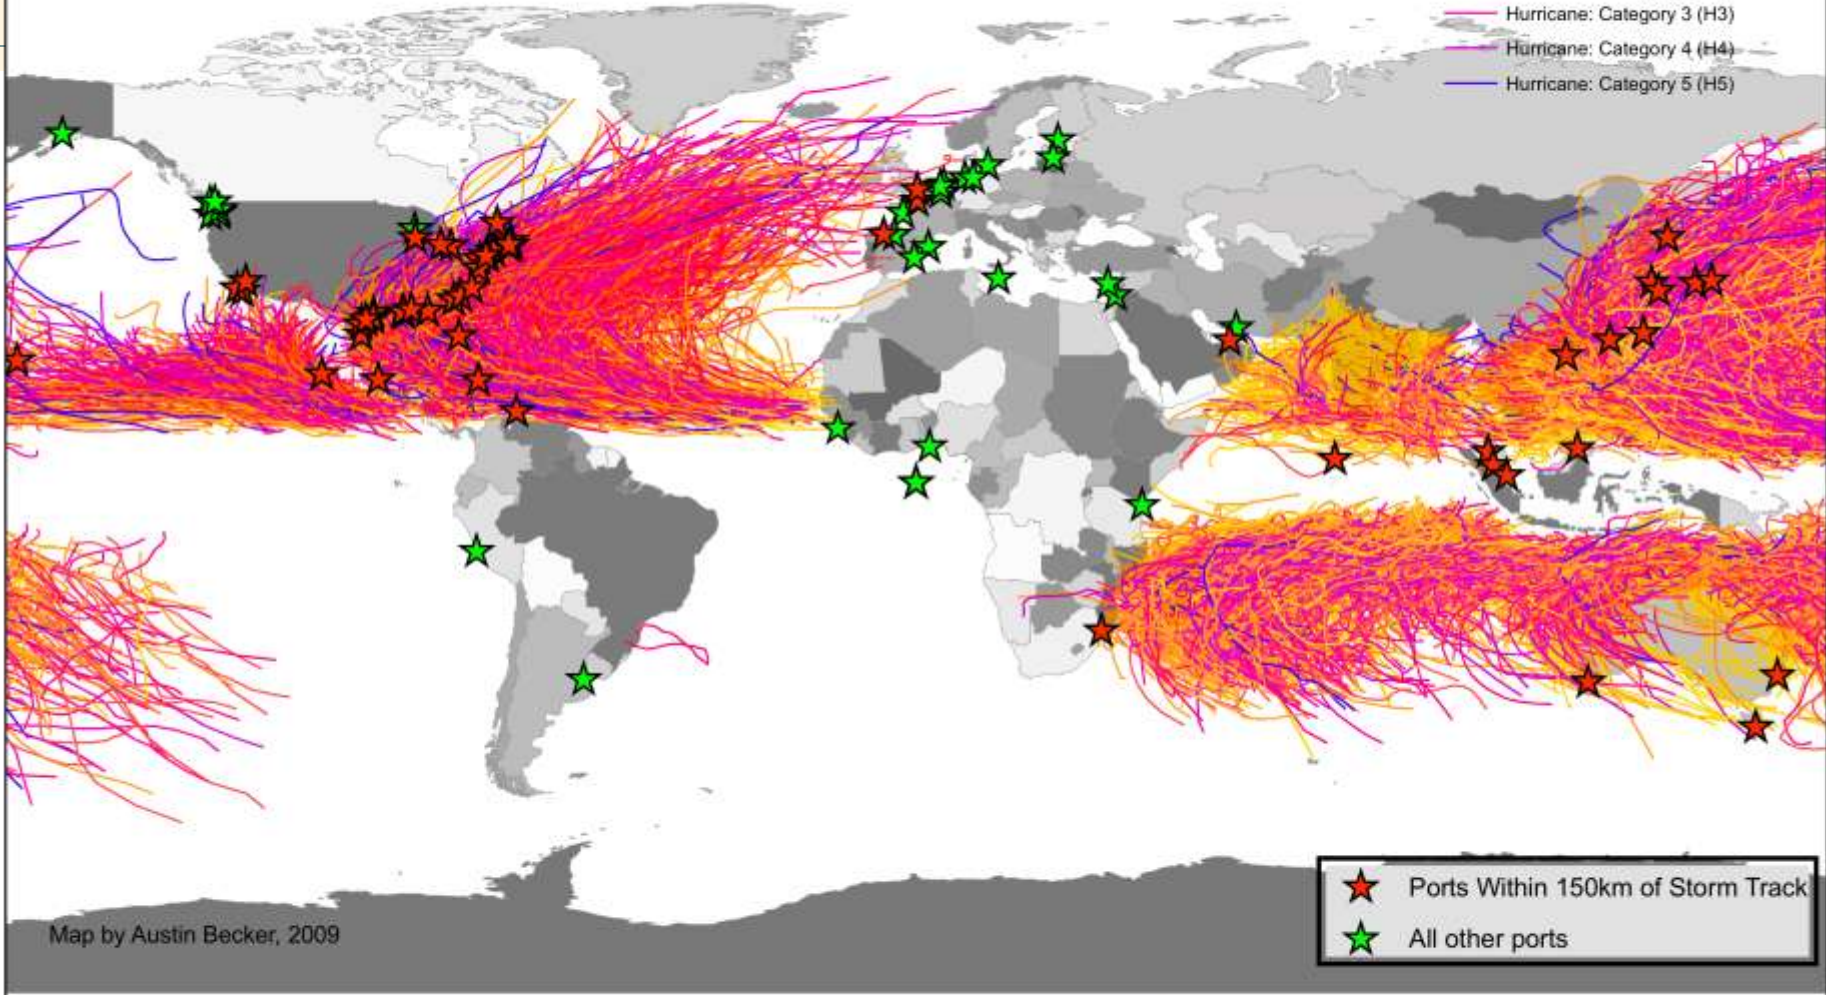 Hurricane: Category 3 (H3)
Hurricane: Category 4 (H4)
Hurricane: Category 5 (H5)
Ports Within 150km of Storm Track
Map by Austin Becker, 2009
All other ports